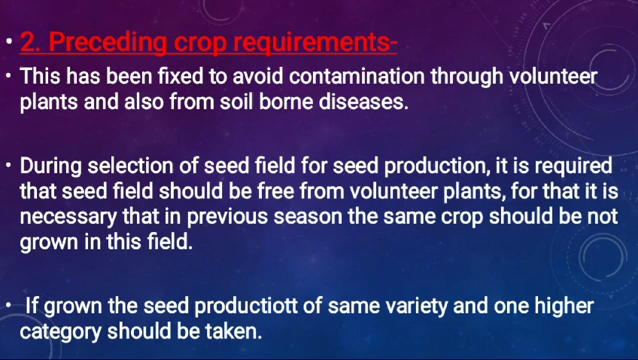 • 2. Preceding crop requirements-
• This has been fixed to avoid contamination through volunteer
plants and also from soil borne diseases.
• During selection of seed field for seed production, it is required
that seed field should be free from volunteer plants, for that it is
necessary that in previous season the same crop should be not
grown in this field.
• If grown the seed productiott of same variety and one higher
category should be taken.